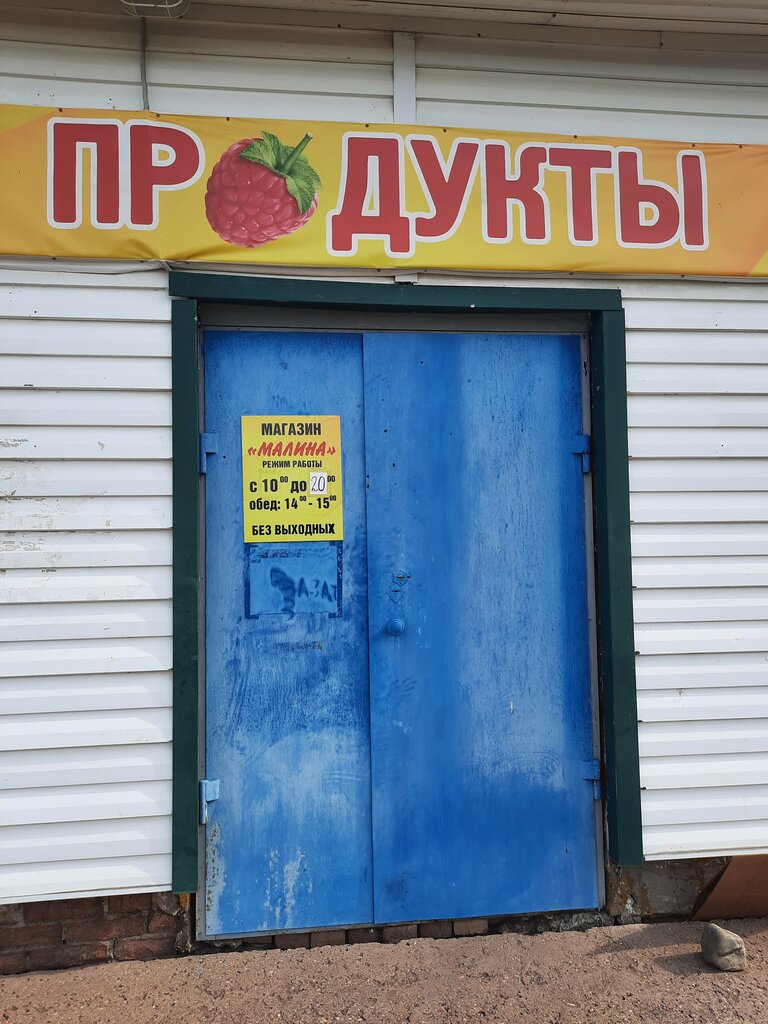 ПР ДУКТЫ
МАГАЗИН
«МАЛИНА»
РЕЖИМ РАБОТЫ
с 10⁰⁰ до 20⁰⁰
обед: 14⁰⁰ - 15⁰⁰
БЕЗ ВЫХОДНЫХ